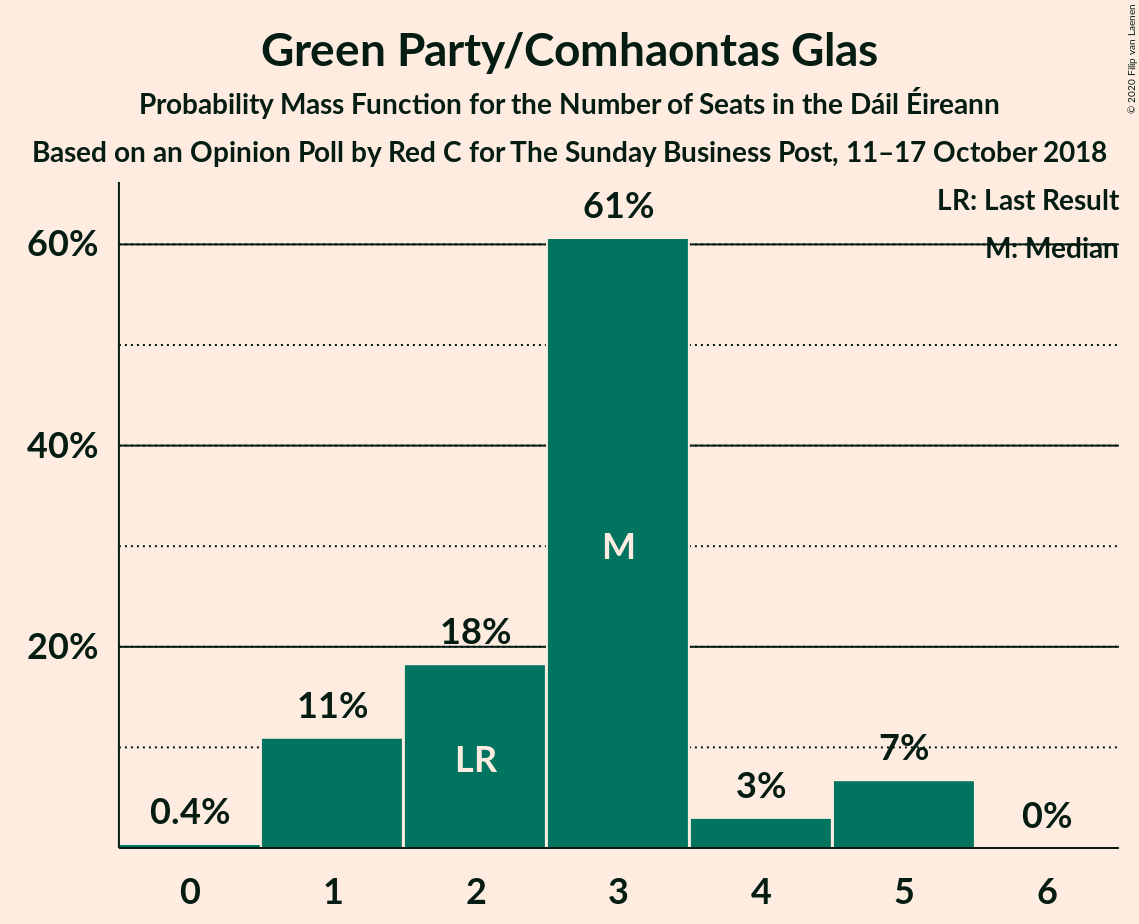 Green Party/Comhaontas Glas
Probability Mass Function for the Number of Seats in the Dáil Éireann
Based on an Opinion Poll by Red C for The Sunday Business Post, 11–17 October 2018
© 2020 Filip van Laenen
LR: Last Result
M: Median
60%
40%
20%
0.4%
11%
18%
61%
3%
7%
0%
LR
M
0 1 2 3 4 5 6